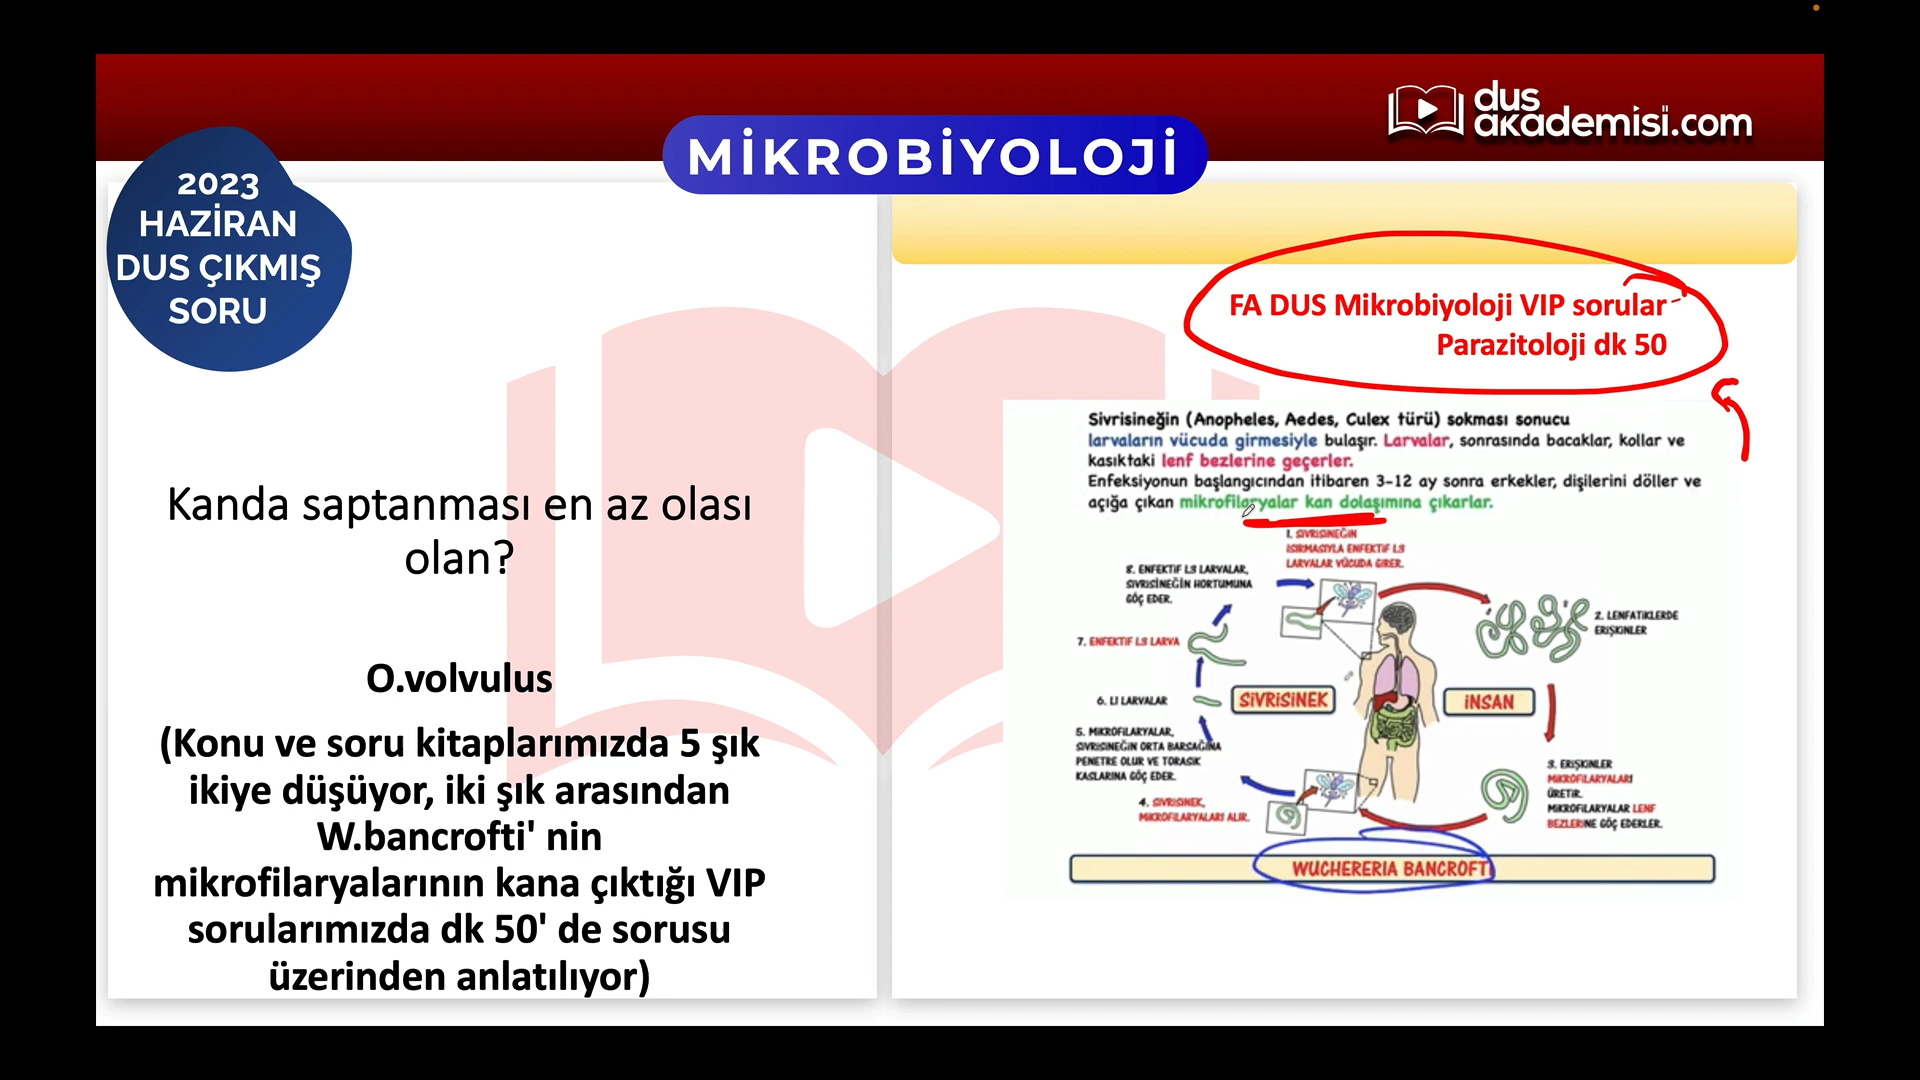 dus
akademisi.com
MİKROBİYOLOJİ
2023
HAZİRAN
DUS ÇIKMIŞ
SORU
Kanda saptanması en az olası
olan?
O.volvulus
(Konu ve soru kitaplarımızda 5 şık
ikiye düşüyor, iki şık arasından
W.bancrofti' nin
mikrofilaryalarının kana çıktığı VIP
sorularımızda dk 50' de sorusu
üzerinden anlatılıyor)
FA DUS Mikrobiyoloji VIP sorular
Parazitoloji dk 50
Sivrisineğin (Anopheles, Aedes, Culex türü) sokması sonucu
larvaların vücuda girmesiyle bulaşır. Larvalar, sonrasında bacaklar, kollar ve
kasıktaki lenf bezlerine geçerler.
Enfeksiyonun başlangıcından itibaren 3-12 ay sonra erkekler, dişilerini döller ve
açığa çıkan mikrofilaryalar kan dolaşımına çıkarlar.
1. SİVRİSİNEĞİN
ISIRMASIYLA ENFEKTİF L3
LARVALAR VÜCUDA GİRER.
2. LENFATİKLERDE
ERİŞKİNLER
3. ERİŞKİNLER
MİKROFİLARYALARI
ÜRETİR.
MİKROFİLARYALAR LENF
BEZLERİNE GÖÇ EDERLER.
4. SİVRİSİNEK,
MİKROFİLARYALARI ALIR.
5. MİKROFİLARYALAR,
SİVRİSİNEĞİN ORTA BARSAĞINA
PENETRE OLUR VE TORASIK
KASLARINA GÖÇ EDER.
6. L1 LARVALAR
7. ENFEKTİF L3 LARVA
8. ENFEKTİF L3 LARVALAR,
SİVRİSİNEĞİN HORTUMUNA
GÖÇ EDER.
SİVRİSİNEK
İNSAN
WUCHERERIA BANCROFTI